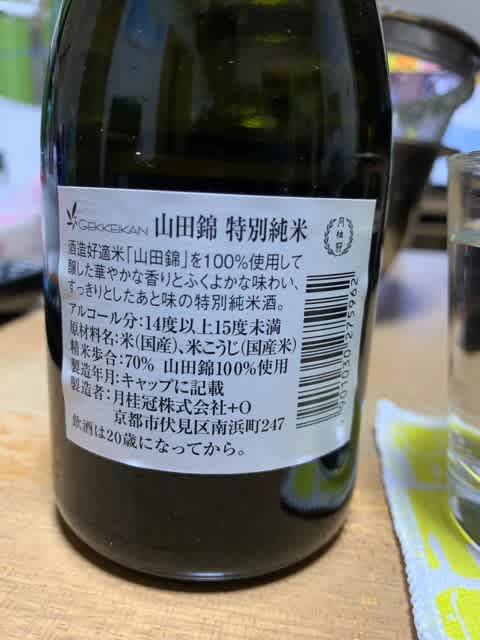 GEKKEIKAN 山田錦 特別純米
月桂冠
酒造好適米「山田錦」を100%使用して
醸した華やかな香りとふくよかな味わい、
すっきりとしたあと味の特別純米酒。
アルコール分:14度以上15度未満
原材料名:米(国産)、米こうじ(国産米)
精米歩合:70% 山田錦100%使用
製造年月:キャップに記載
製造者:月桂冠株式会社+O
京都市伏見区南浜町247
飲酒は20歳になってから。
4901030275962